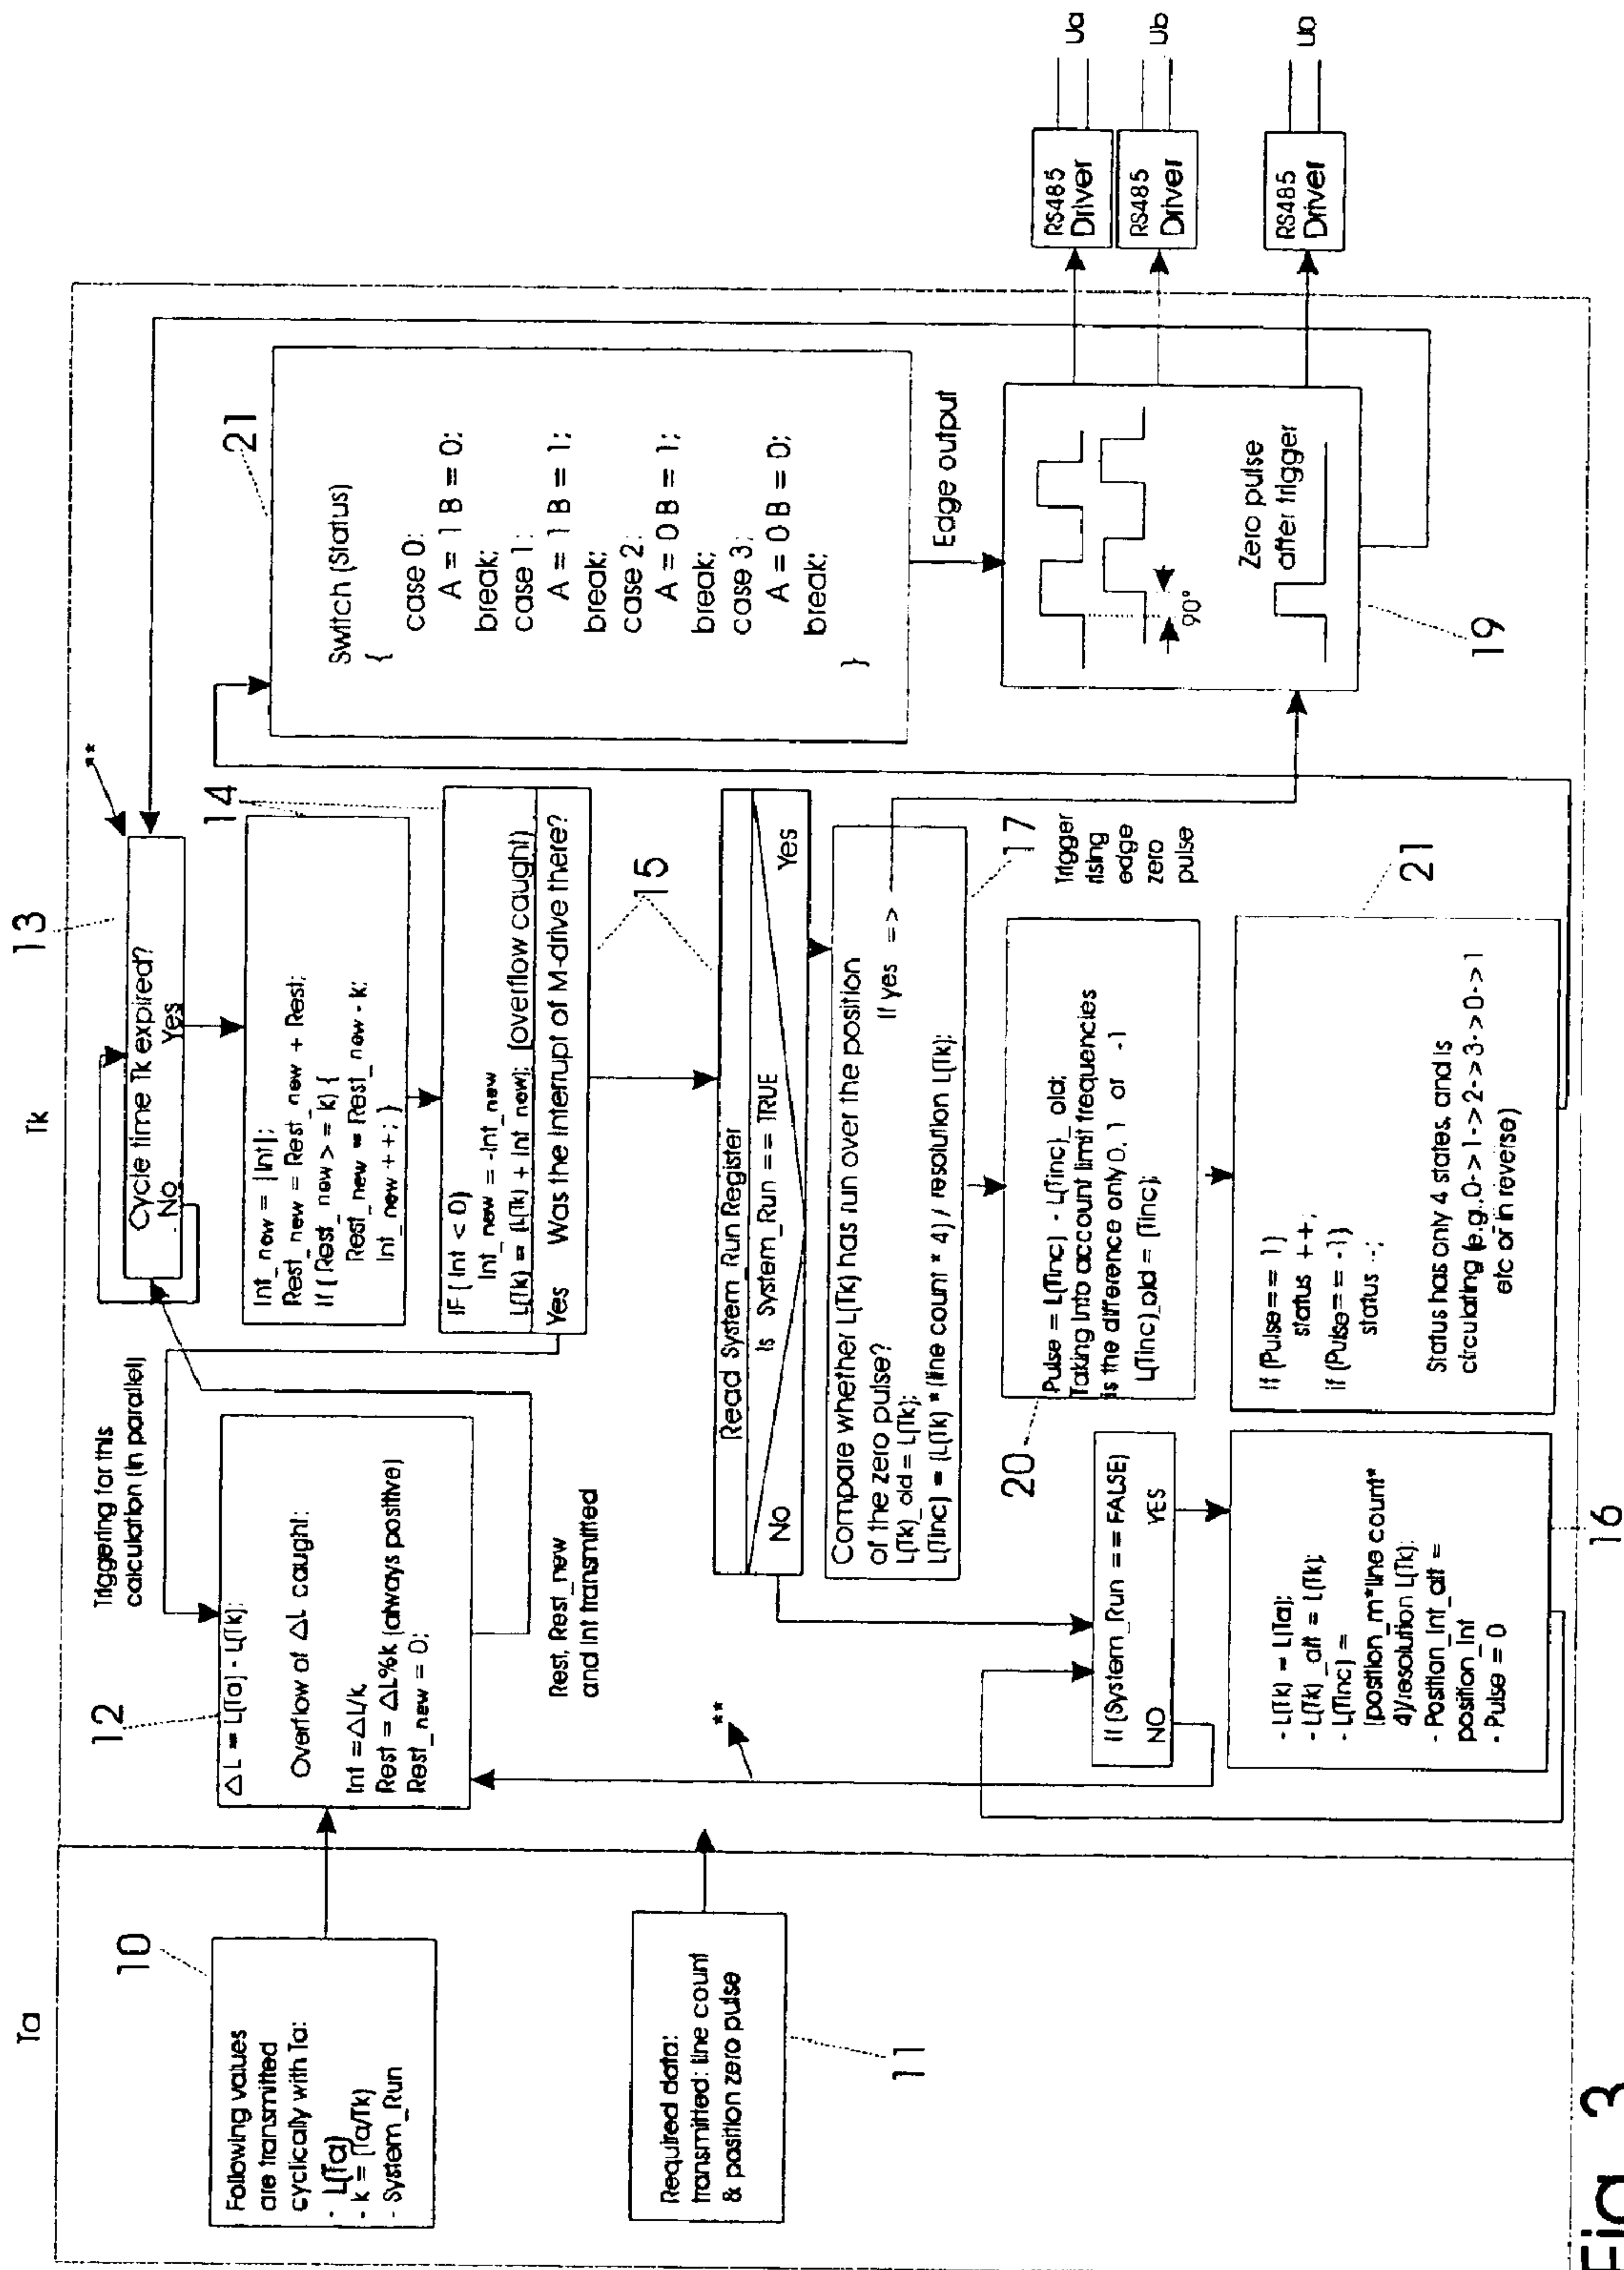 Ta
10
Following values
are transmitted
cyclically with Ta:
- L(Ta)
- k = (Ta/Tk)
- System_Run
Required data:
transmitted: line count
& position zero pulse
11
Tk
Triggering for this
calculation (in parallel)
12
△L = L(Ta) - L(Tk);
Overflow of △L caught:
Int = △L/k,
Rest = △L%k (always positive)
Rest_new = 0;
Rest, Rest_new
and Int transmitted
**
13
Cycle time Tk expired?
- No
Yes
**
14
Int_new = |Int|;
Rest_new = Rest_new + Rest;
If (Rest_new > = k) {
Rest_new = Rest_new - k;
Int_new ++; }
IF (Int < 0)
Int_new = -Int_new
L(Tk) = (L(Tk) + Int_new); (overflow caught)
Yes Was the Interrupt of M-drive there?
15
Read System_Run Register
Is System_Run == TRUE
No
Yes
Compare whether L(Tk) has run over the position
of the zero pulse? If yes =>
L(Tk)_old = L(Tk);
L(Tinc) = (L(Tk) * (line count * 4) / resolution L(Tk);
17
Trigger
rising
edge
zero
pulse
20
Pulse = L(Tinc) - L(Tinc)_old;
Taking into account limit frequencies
is the difference only 0, 1 or -1
L(Tinc)_old = (Tinc);
If (System_Run == FALSE)
NO YES
- L(Tk) = L(Ta);
- L(Tk)_alt = L(Tk);
- L(Tinc) =
(position_m*line count*
4)/resolution L(Tk);
- Position_Int_alt =
position_Int
- Pulse = 0
16
21
If (Pulse== 1)
status ++;
if (Pulse== -1)
status --;
Status has only 4 states, and is
circulating (e.g., 0-> 1-> 2-> 3-> 0-> 1
etc or in reverse)
21
Switch (Status)
{
case 0:
A = 1 B = 0;
break;
case 1:
A = 1 B = 1;
break;
case 2:
A = 0 B = 1;
break;
case 3:
A = 0 B = 0;
break;
}
Edge output
90°
Zero pulse
after trigger
19
RS485
Driver
Ua
RS485
Driver
Ub
RS485
Driver
Uo
Fig. 3